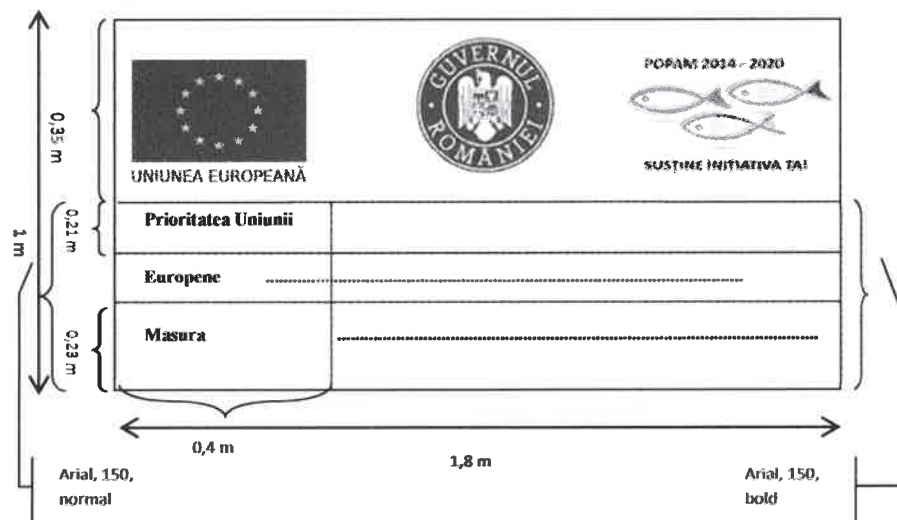 GUVERNUL ROMÂNIEI
POPAM 2014 - 2020
UNIUNEA EUROPEANĂ
SUSȚINE INITIATIVA TA!
0,35 m
1 m
0,21 m
Prioritatea Uniunii
Europene ........................
0,23 m
Masura ........................
0,4 m
1,8 m
Arial, 150,
normal
Arial, 150,
bold